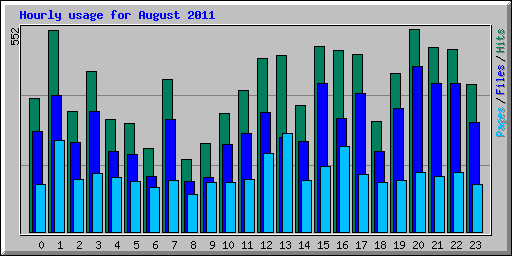 Hourly usage for August 2011
552
Pages / Files / Hits
0 1 2 3 4 5 6 7 8 9 10 11 12 13 14 15 16 17 18 19 20 21 22 23